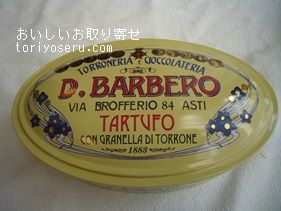 おいしいお取り寄せ
toriyoseru.com
TORRONERIA E CIOCCOLATERIA
D. BARBERO
VIA BROFFERIO 84 ASTI
TARTUFO
CON GRANELLA DI TORRONE
1883